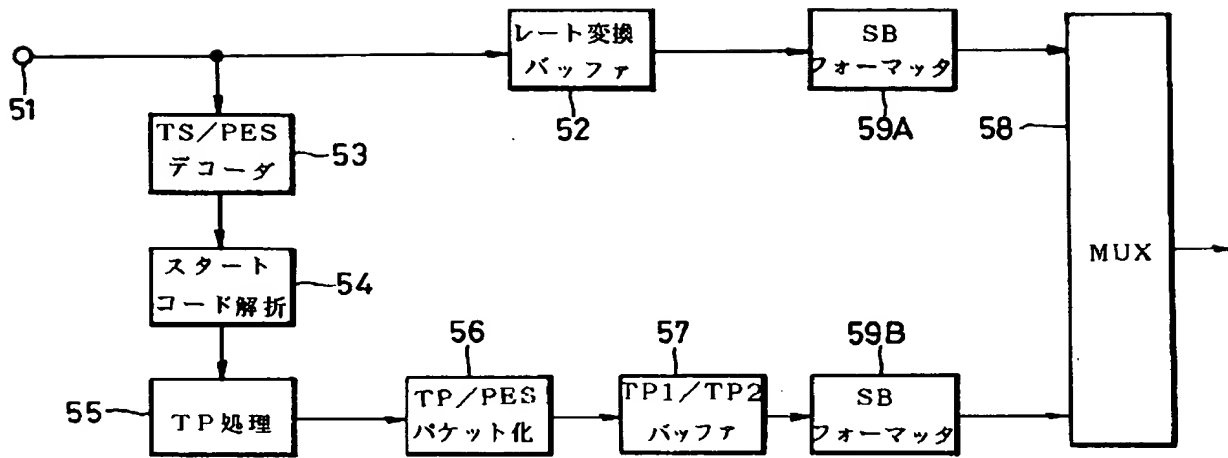 51
レート変換
バッファ
52
SB
フォーマッタ
59A
58
TS/PES
デコーダ
53
MUX
スタート
コード解折
54
55
TP処理
56
TP/PES
パケット化
57
TP1/TP2
バッファ
59B
SB
フォーマッタ